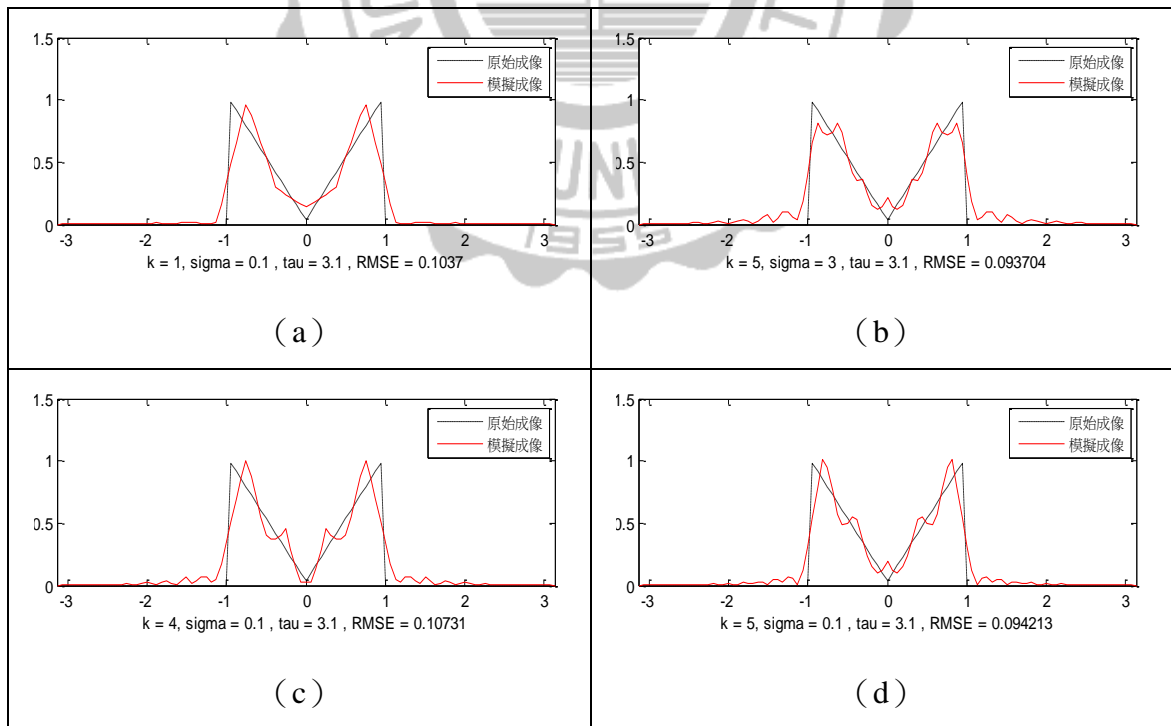 1.5
1
0.5
0
-3 -2 -1 0 1 2 3
原始成像
模擬成像
k = 1, sigma = 0.1 , tau = 3.1 , RMSE = 0.1037
（a）
1.5
1
0.5
0
-3 -2 -1 0 1 2 3
原始成像
模擬成像
k = 5, sigma = 3 , tau = 3.1 , RMSE = 0.093704
（b）
1.5
1
0.5
0
-3 -2 -1 0 1 2 3
原始成像
模擬成像
k = 4, sigma = 0.1 , tau = 3.1 , RMSE = 0.10731
（c）
1.5
1
0.5
0
-3 -2 -1 0 1 2 3
原始成像
模擬成像
k = 5, sigma = 0.1 , tau = 3.1 , RMSE = 0.094213
（d）
1956